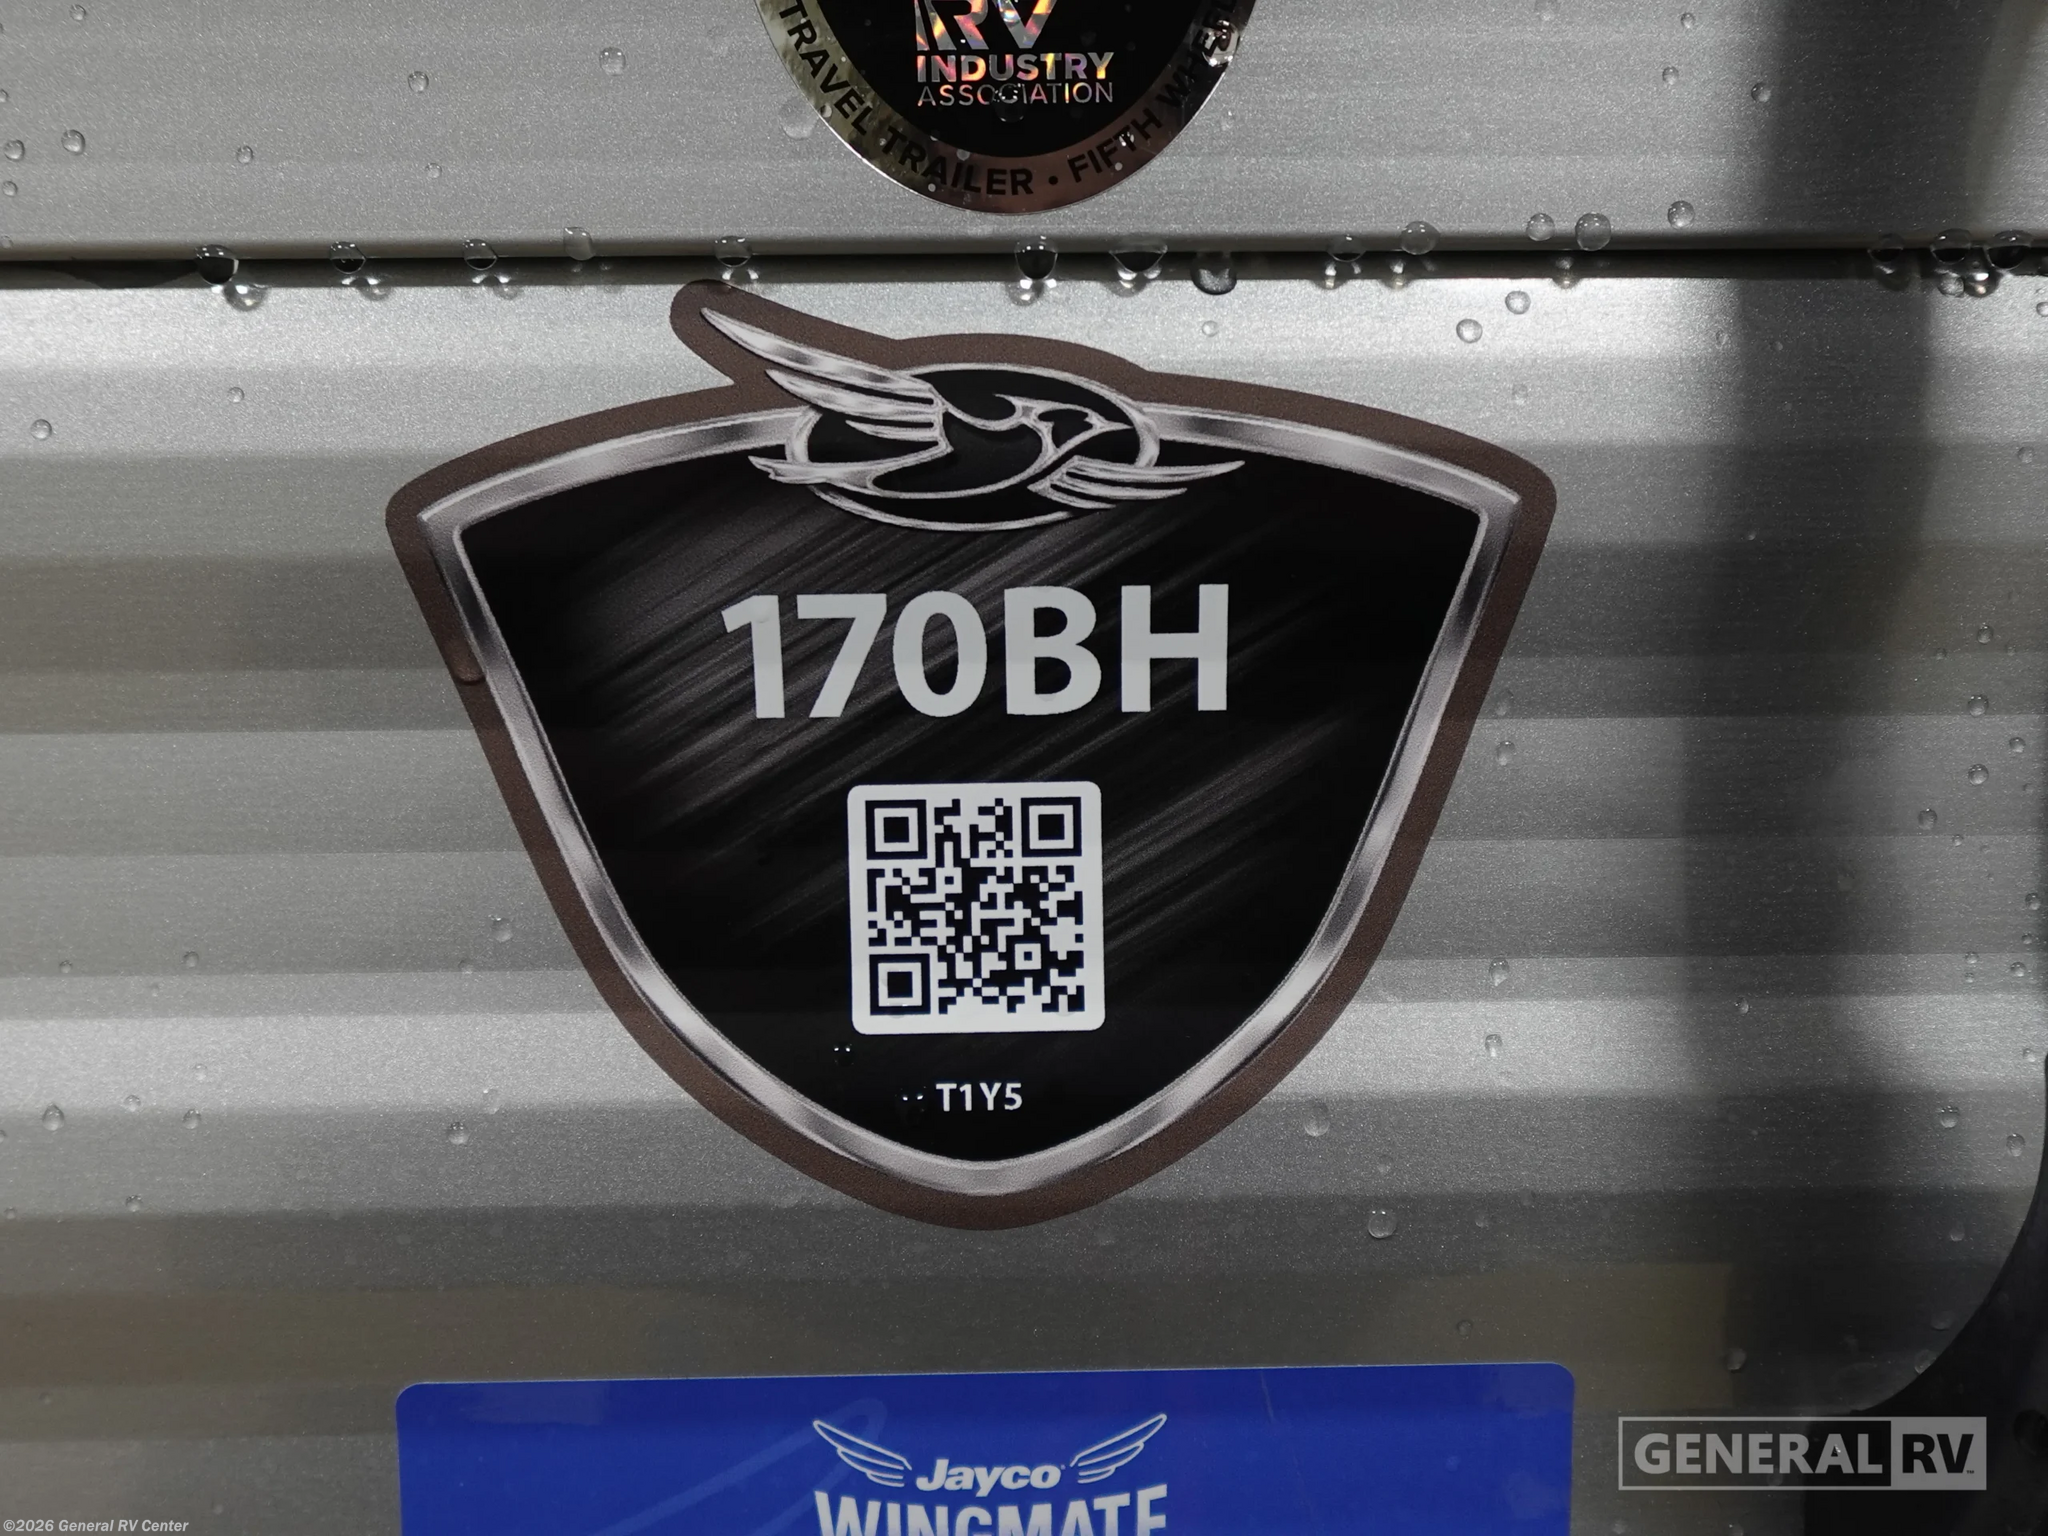 RV
INDUSTRY
ASSOCIATION
TRAVEL TRAILER • FIFTH WHEEL
170BH
T1Y5
Jayco
WINGMATE
GENERAL RV
©2026 General RV Center